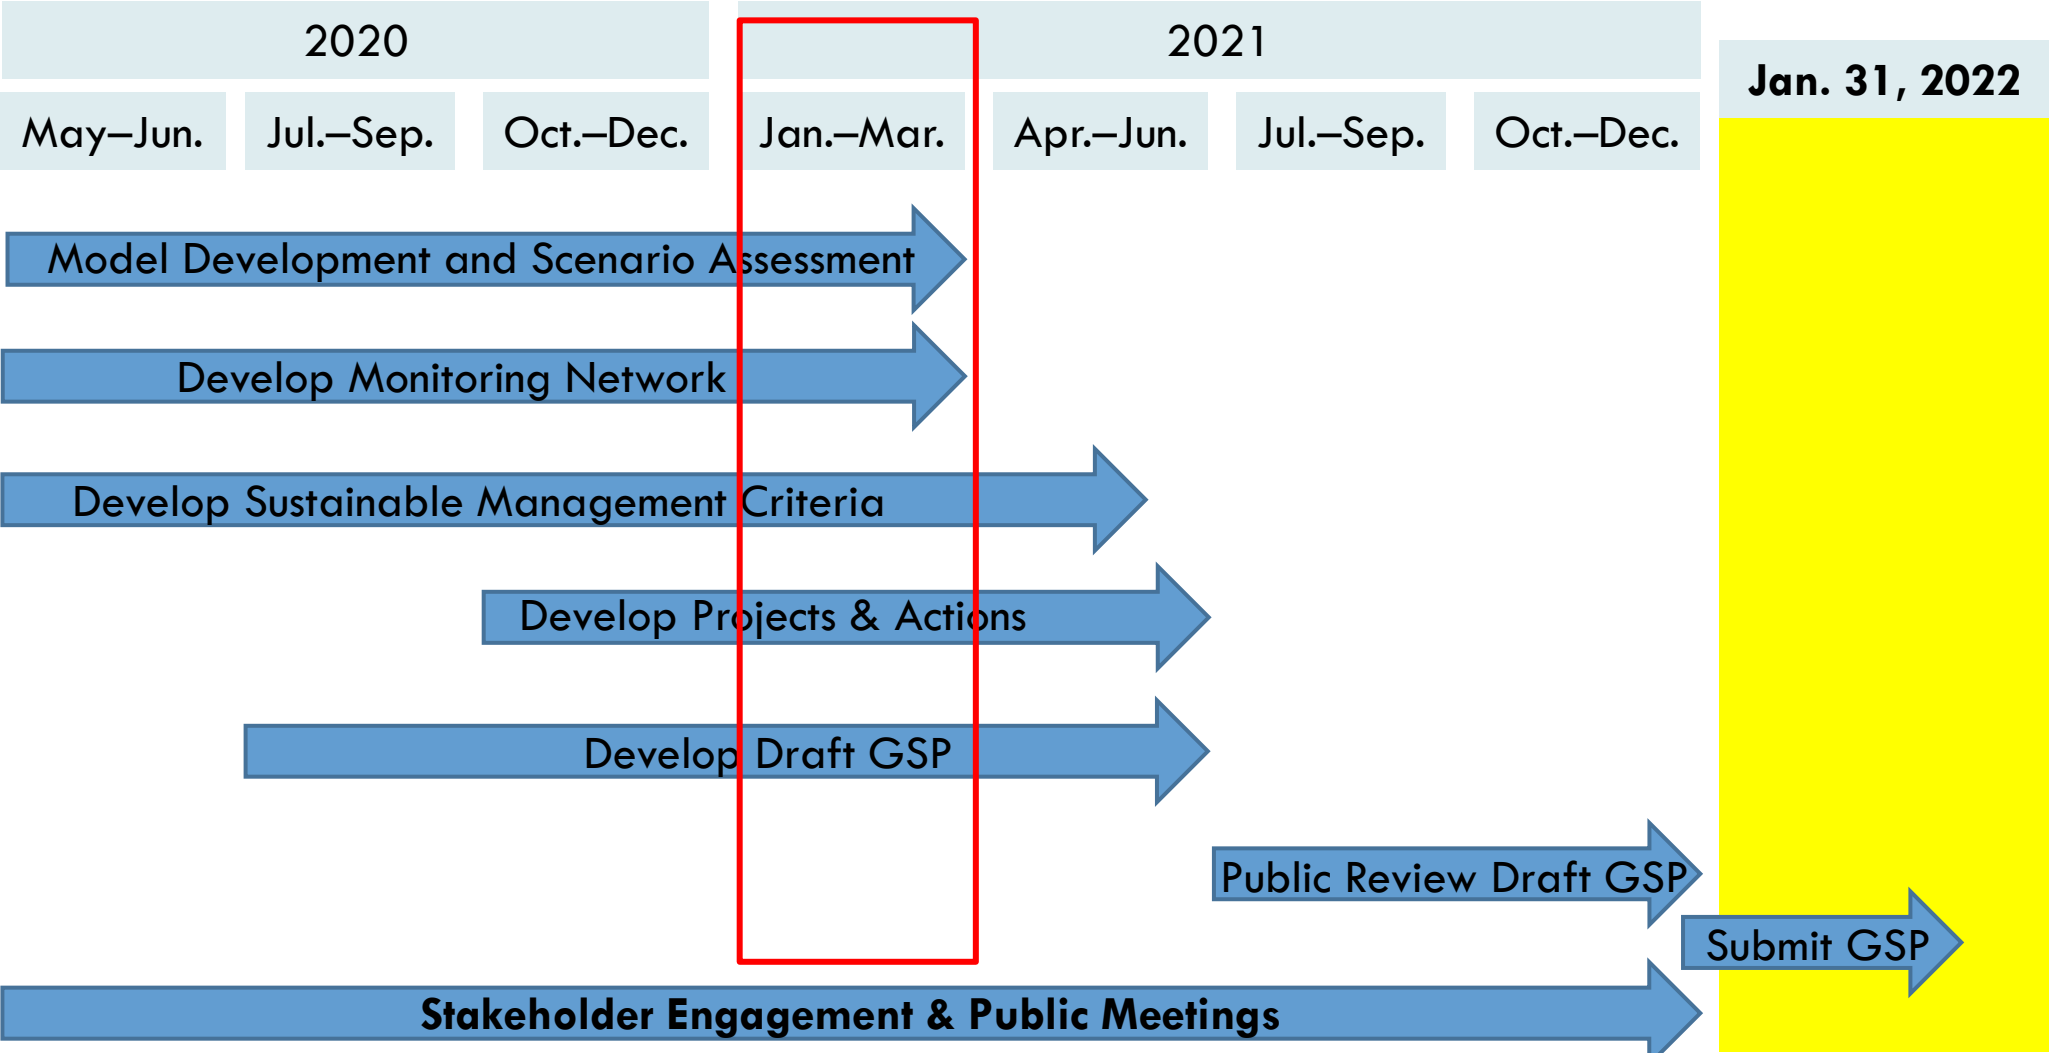 2020
2021
Jan. 31, 2022
May–Jun.
Jul.–Sep.
Oct.–Dec.
Jan.–Mar.
Apr.–Jun.
Jul.–Sep.
Oct.–Dec.
Model Development and Scenario Assessment
Develop Monitoring Network
Develop Sustainable Management Criteria
Develop Projects & Actions
Develop Draft GSP
Public Review Draft GSP
Submit GSP
Stakeholder Engagement & Public Meetings